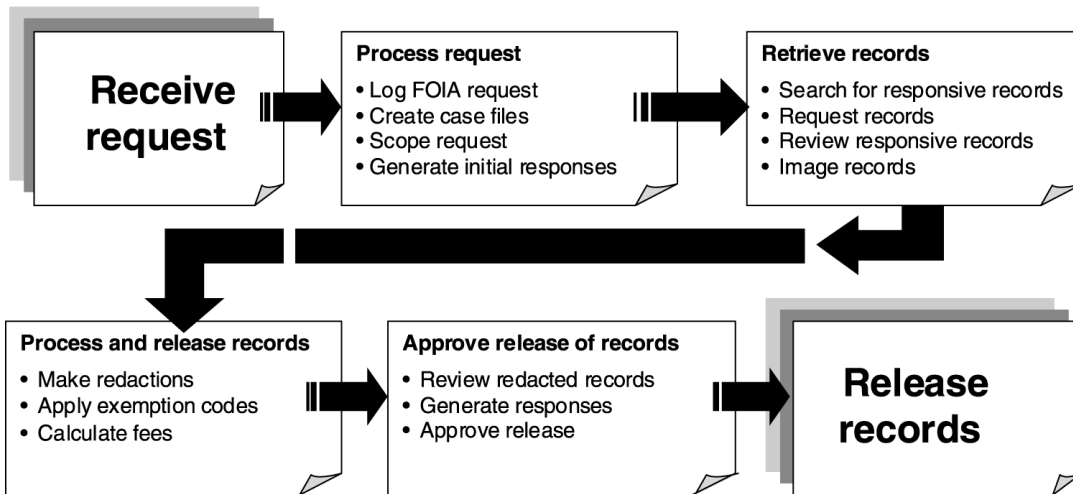 Receive
request
Process request
• Log FOIA request
• Create case files
• Scope request
• Generate initial responses
Retrieve records
• Search for responsive records
• Request records
• Review responsive records
• Image records
Process and release records
• Make redactions
• Apply exemption codes
• Calculate fees
Approve release of records
• Review redacted records
• Generate responses
• Approve release
Release
records